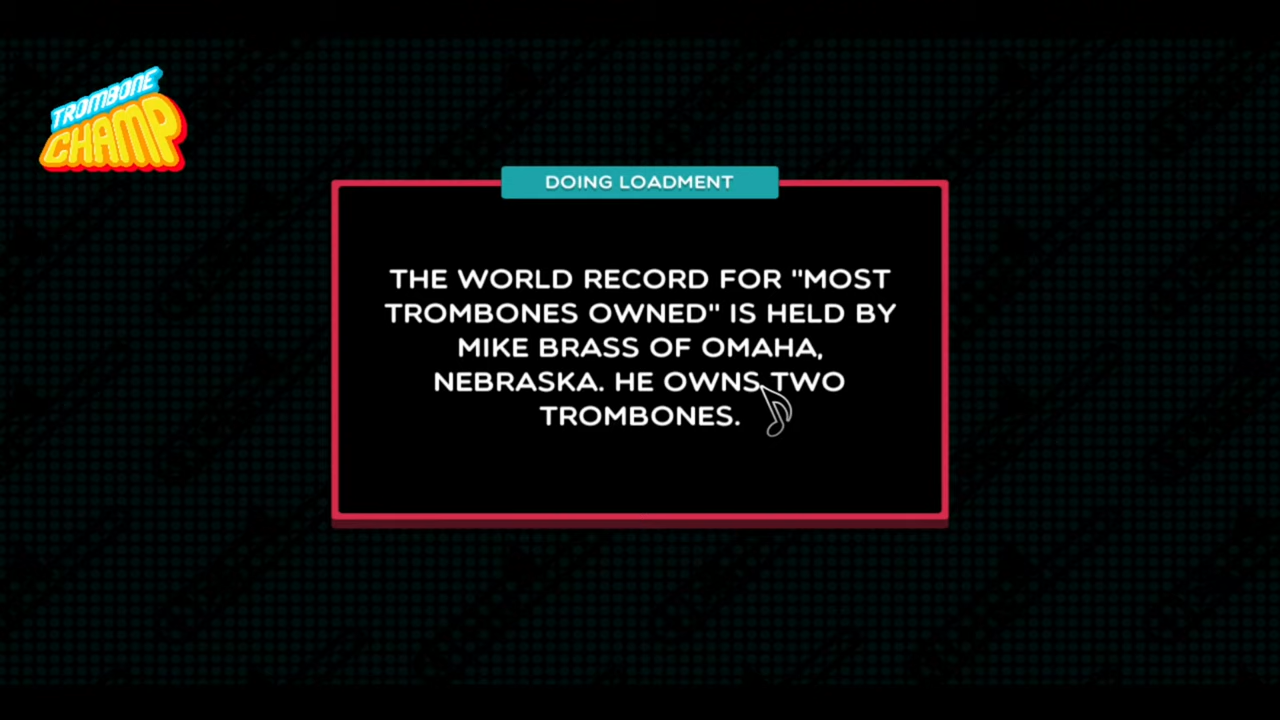 TROMBONE
CHAMP
DOING LOADMENT
THE WORLD RECORD FOR "MOST
TROMBONES OWNED" IS HELD BY
MIKE BRASS OF OMAHA,
NEBRASKA. HE OWNS TWO
TROMBONES.